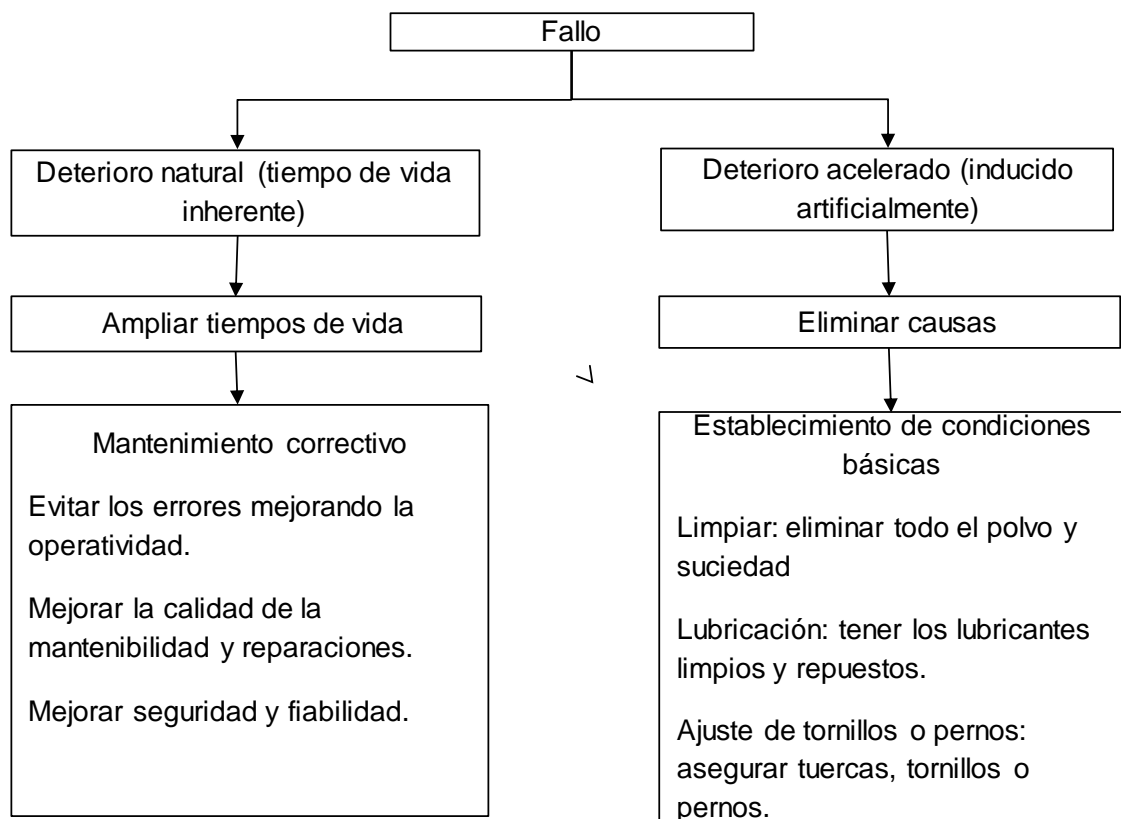 Fallo
Deterioro natural (tiempo de vida
inherente)
Ampliar tiempos de vida
Mantenimiento correctivo
Evitar los errores mejorando la
operatividad.
Mejorar la calidad de la
mantenibilidad y reparaciones.
Mejorar seguridad y fiabilidad.
Deterioro acelerado (inducido
artificialmente)
Eliminar causas
Establecimiento de condiciones
básicas
Limpiar: eliminar todo el polvo y
suciedad
Lubricación: tener los lubricantes
limpios y repuestos.
Ajuste de tornillos o pernos:
asegurar tuercas, tornillos o
pernos.